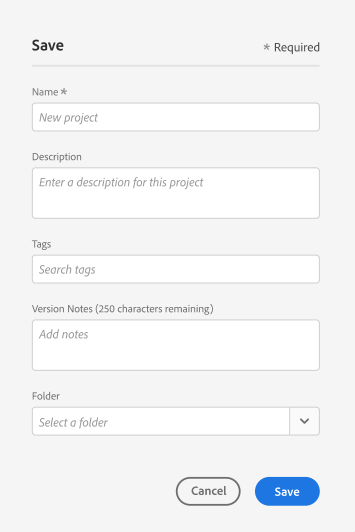 Save
* Required
Name *
New project
Description
Enter a description for this project
Tags
Search tags
Version Notes (250 characters remaining)
Add notes
Folder
Select a folder
Cancel
Save